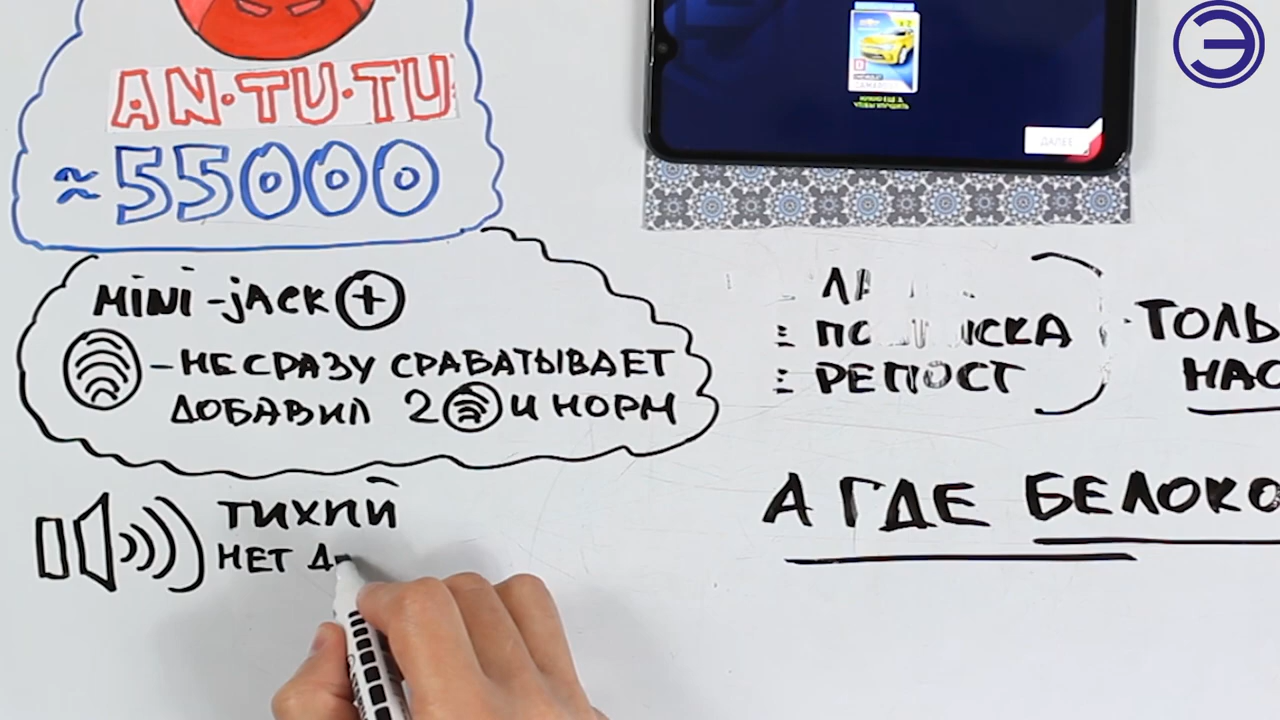 AN·TU·TU
≈55000
MINI-JACK +
– НЕ СРАЗУ СРАБАТЫВАЕТ
ДОБАВИЛ 2 И НОРМ
ТИХИЙ
НЕТ
РЕПОСТ
ТОЛЬ
НАС
А ГДЕ БЕЛОКО
ДАЛЕЕ
Э